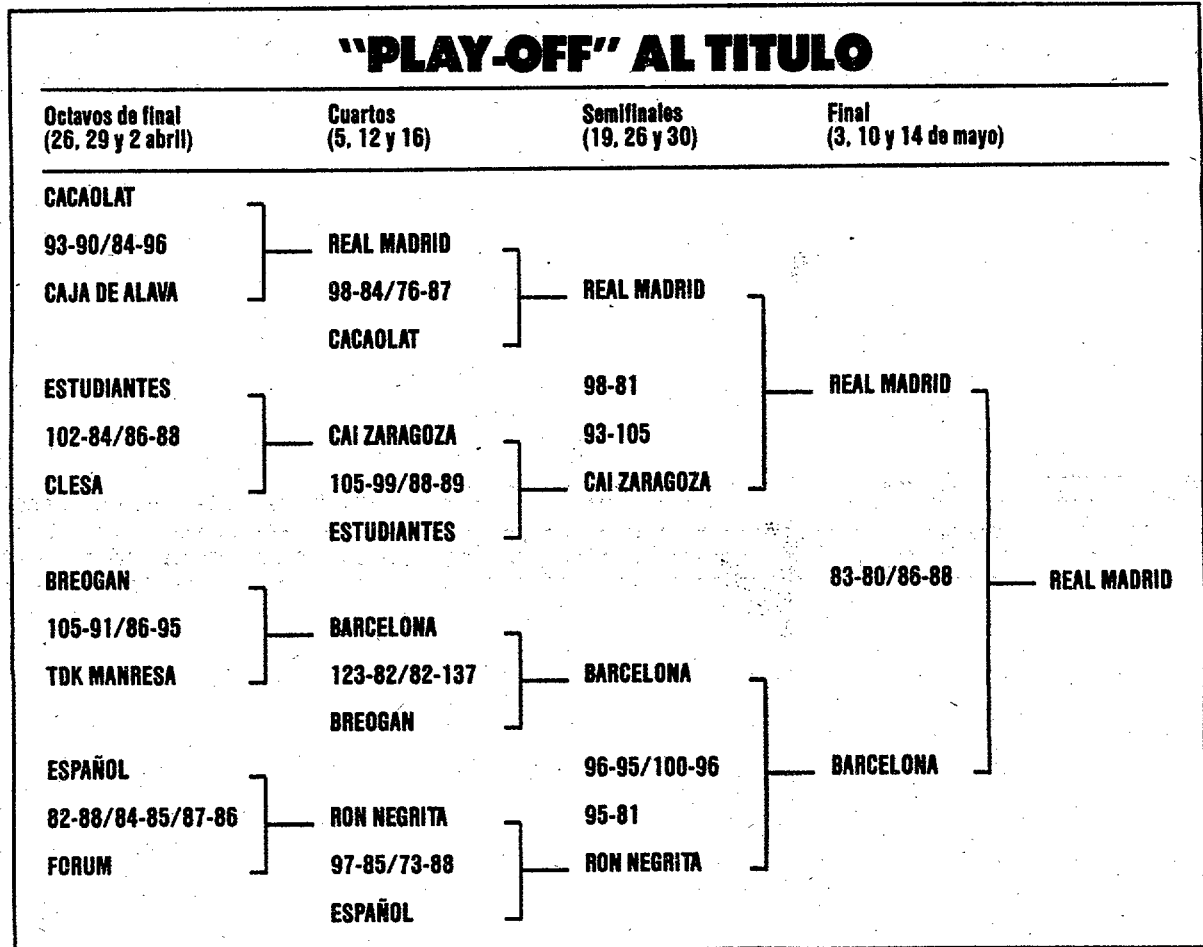 "PLAY-OFF" AL TITULO
Octavos de final
(26, 29 y 2 abril)
Cuartos
(5, 12 y 16)
Semifinales
(19, 26 y 30)
Final
(3, 10 y 14 de mayo)
CACAOLAT
93-90/84-96
CAJA DE ALAVA
ESTUDIANTES
102-84/86-88
CLESA
BREOGAN
105-91/86-95
TDK MANRESA
ESPAÑOL
82-88/84-85/87-86
FORUM
REAL MADRID
98-84/76-87
CACAOLAT
CAI ZARAGOZA
105-99/88-89
ESTUDIANTES
BARCELONA
123-82/82-137
BREOGAN
RON NEGRITA
97-85/73-88
ESPAÑOL
REAL MADRID
98-81
93-105
CAI ZARAGOZA
BARCELONA
96-95/100-96
95-81
RON NEGRITA
REAL MADRID
83-80/86-88
BARCELONA
REAL MADRID